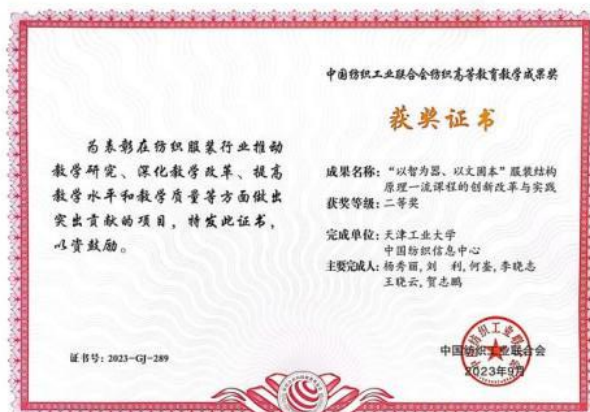 为表彰在纺织服装行业推动
教学研究、深化教学改革、提高
教学水平和教学质量等方面做出
突出贡献的项目，特发此证书，
以资鼓励。
证书号：2023-GJ-289
中国纺织工业联合会纺织高等教育教学成果奖
获奖证书
成果名称：“以智为器、以文固本”服装结构
原理一流课程的创新改革与实践
获奖等级：二等奖
完成单位：天津工业大学
中国纺织信息中心
主要完成人：杨秀丽，刘 利，何崟，李晓志
王晓云，贺志鹏
中国纺织工业联合会
2023年9月